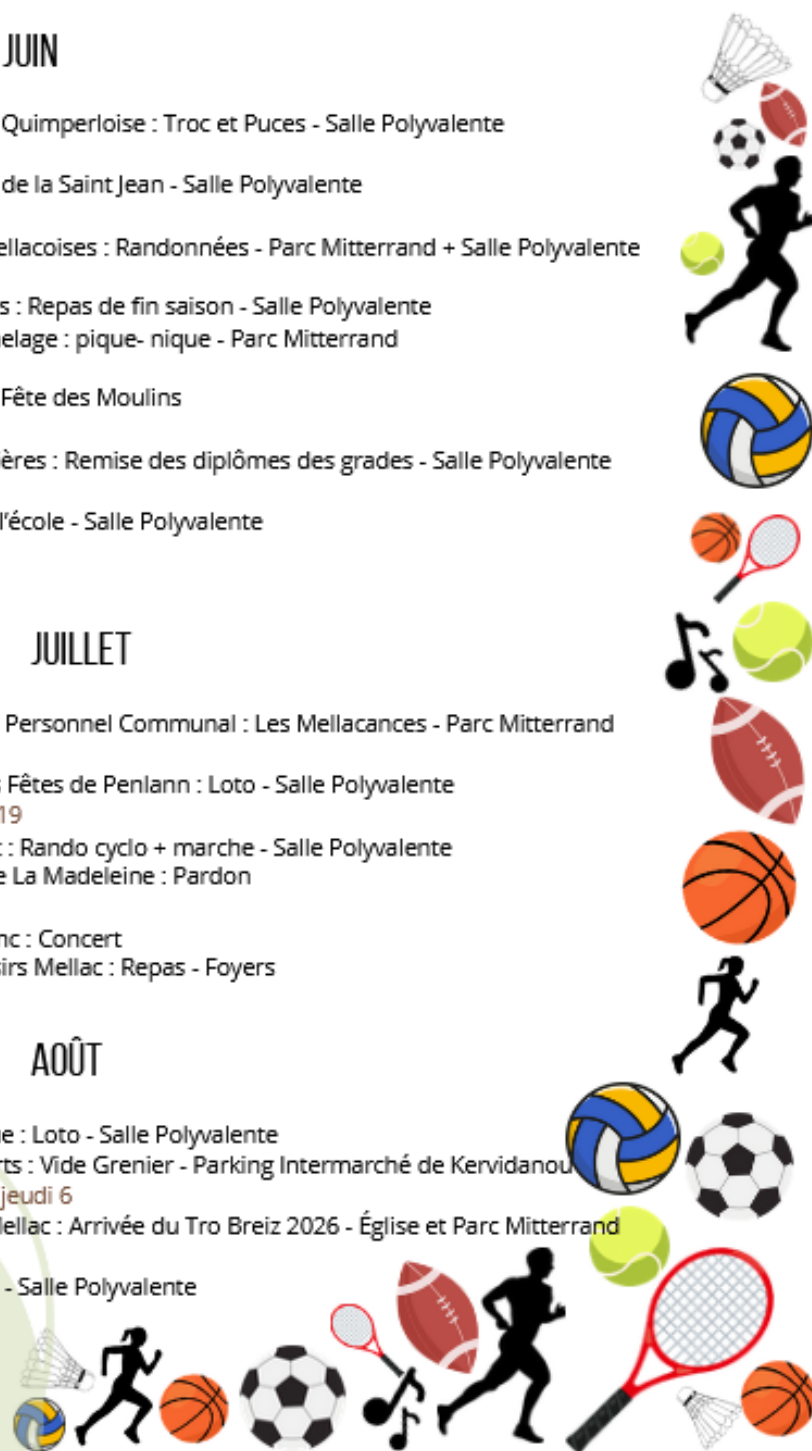 JUIN
Quimperloise : Troc et Puces - Salle Polyvalente
de la Saint Jean - Salle Polyvalente
ellacoises : Randonnées - Parc Mitterrand + Salle Polyvalente
s : Repas de fin saison - Salle Polyvalente
elage : pique- nique - Parc Mitterrand
Fête des Moulins
ères : Remise des diplômes des grades - Salle Polyvalente
l'école - Salle Polyvalente
JUILLET
Personnel Communal : Les Mellacances - Parc Mitterrand
s Fêtes de Penlann : Loto - Salle Polyvalente
19
: Rando cyclo + marche - Salle Polyvalente
e La Madeleine : Pardon
nc : Concert
sirs Mellac : Repas - Foyers
AOÛT
ue : Loto - Salle Polyvalente
rts : Vide Grenier - Parking Intermarché de Kervidanou
jeudi 6
Mellac : Arrivée du Tro Breiz 2026 - Église et Parc Mitterrand
- Salle Polyvalente